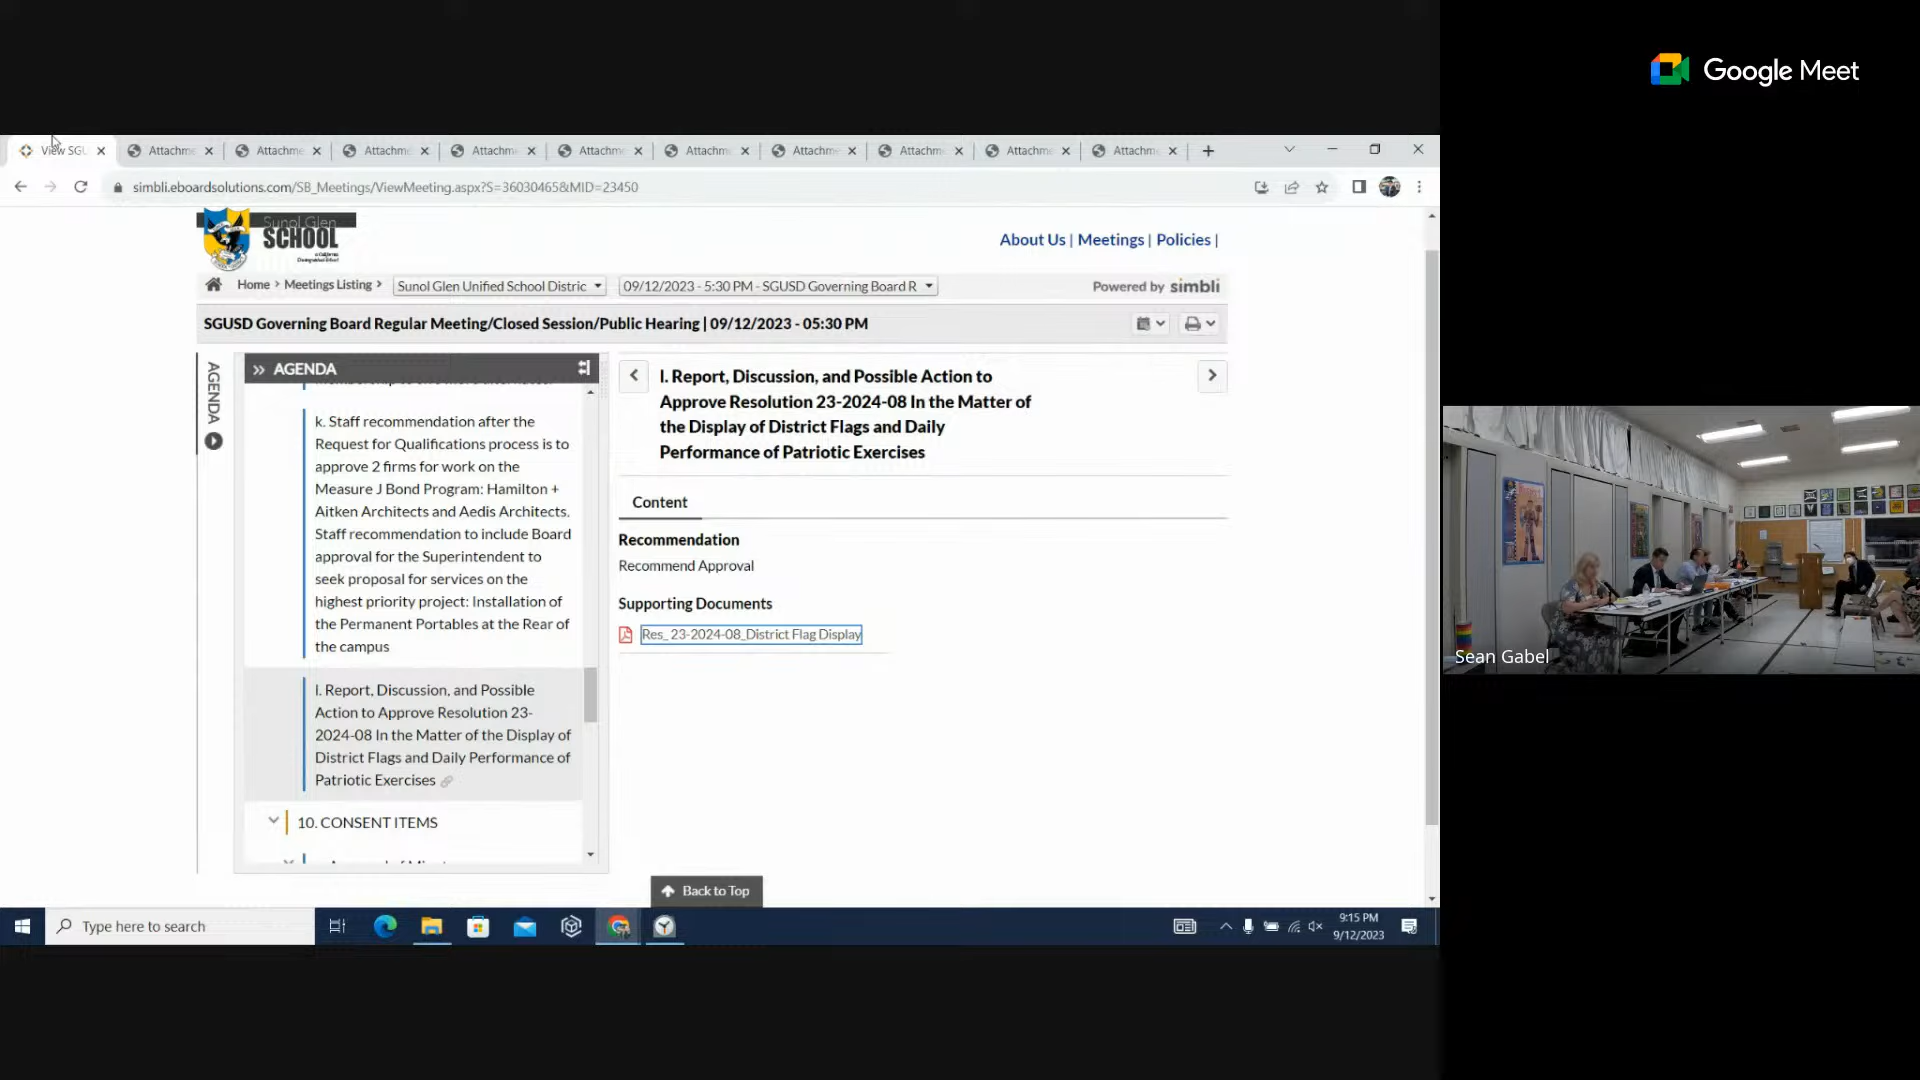 Google Meet
View SGU
Attachme
Attachme
Attachme
Attachme
Attachme
Attachm
Attachme
Attachm
Attachm
Attachm
simbli.eboardsolutions.com/SB_Meetings/ViewMeeting.aspx?S=36030465&MID=23450
Sunol Glen
SCHOOL
About Us | Meetings | Policies |
Home > Meetings Listing >
Sunol Glen Unified School Distric
09/12/2023 - 5:30 PM - SGUSD Governing Board R
Powered by simbli
SGUSD Governing Board Regular Meeting/Closed Session/Public Hearing | 09/12/2023 - 05:30 PM
AGENDA
AGENDA
k. Staff recommendation after the
Request for Qualifications process is to
approve 2 firms for work on the
Measure J Bond Program: Hamilton +
Aitken Architects and Aedis Architects.
Staff recommendation to include Board
approval for the Superintendent to
seek proposal for services on the
highest priority project: Installation of
the Permanent Portables at the Rear of
the campus
l. Report, Discussion, and Possible
Action to Approve Resolution 23-
2024-08 In the Matter of the Display of
District Flags and Daily Performance of
Patriotic Exercises
10. CONSENT ITEMS
l. Report, Discussion, and Possible Action to
Approve Resolution 23-2024-08 In the Matter of
the Display of District Flags and Daily
Performance of Patriotic Exercises
Content
Recommendation
Recommend Approval
Supporting Documents
Res_ 23-2024-08_District Flag Display
Back to Top
Sean Gabel
Type here to search
9:15 PM
9/12/2023